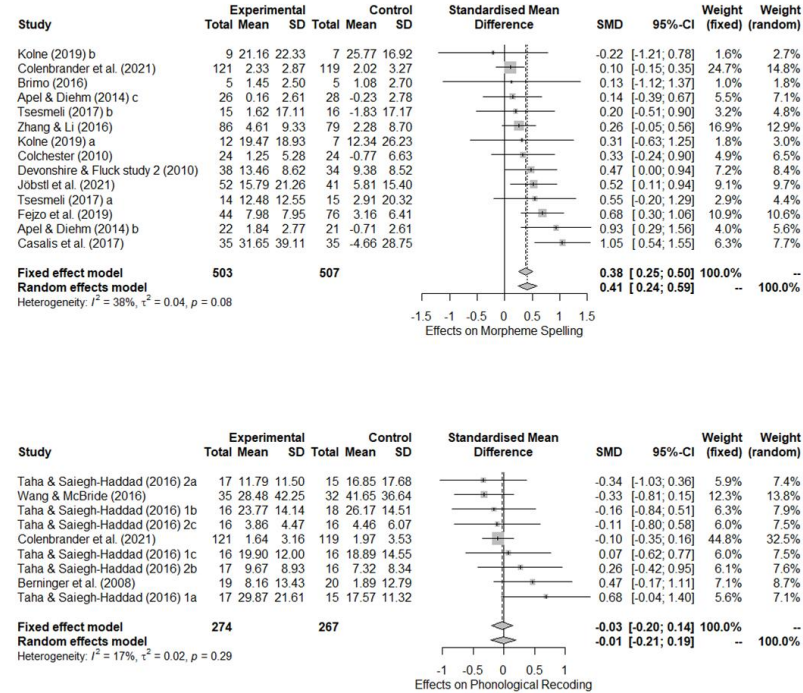 Experimental Control Standardised Mean Weight Weight
Study Total Mean SD Total Mean SD Difference SMD 95%-CI (fixed) (random)
Kolne (2019) b 9 21.16 22.33 7 25.77 16.92 -0.22 [-1.21; 0.78] 1.6% 2.7%
Colenbrander et al. (2021) 121 2.33 2.87 119 2.02 3.27 0.10 [-0.15; 0.35] 24.7% 14.8%
Brimo (2016) 5 1.45 2.50 5 1.08 2.70 0.13 [-1.12; 1.37] 1.0% 1.8%
Apel & Diehm (2014) c 26 0.16 2.61 28 -0.23 2.78 0.14 [-0.39; 0.67] 5.5% 7.1%
Tsesmeli (2017) b 15 1.62 17.11 16 -1.83 17.17 0.20 [-0.51; 0.90] 3.2% 4.8%
Zhang & Li (2016) 86 4.61 9.33 79 2.28 8.70 0.26 [-0.05; 0.56] 16.9% 12.9%
Kolne (2019) a 12 19.47 18.93 7 12.34 26.23 0.31 [-0.63; 1.25] 1.8% 3.0%
Colchester (2010) 24 1.25 5.28 24 -0.77 6.63 0.33 [-0.24; 0.90] 4.9% 6.6%
Devonshire & Fluck study 2 (2010) 38 13.46 8.62 34 9.38 8.52 0.47 [ 0.00; 0.94] 7.2% 8.4%
Jöbstl et al. (2021) 52 15.79 21.26 41 5.81 15.40 0.52 [ 0.11; 0.94] 9.1% 9.7%
Tsesmeli (2017) a 14 12.48 12.55 15 2.91 20.32 0.55 [-0.20; 1.29] 2.9% 4.4%
Fejzo et al. (2019) 44 7.98 7.95 76 3.16 6.41 0.68 [ 0.30; 1.06] 10.9% 10.6%
Apel & Diehm (2014) b 22 1.84 2.77 21 -0.71 2.61 0.93 [ 0.29; 1.56] 4.0% 5.6%
Casalis et al. (2017) 35 31.65 39.11 35 -4.66 28.75 1.05 [ 0.54; 1.55] 6.3% 7.7%
Fixed effect model 503 507 0.38 [ 0.25; 0.50] 100.0% --
Random effects model 0.41 [ 0.24; 0.59] -- 100.0%
Heterogeneity: I² = 38%, τ² = 0.04, p = 0.08
-1.5 -1 -0.5 0 0.5 1 1.5
Effects on Morpheme Spelling
Experimental Control Standardised Mean Weight Weight
Study Total Mean SD Total Mean SD Difference SMD 95%-CI (fixed) (random)
Taha & Saiegh-Haddad (2016) 2a 17 11.79 11.50 15 16.85 17.68 -0.34 [-1.03; 0.36] 5.9% 7.4%
Wang & McBride (2016) 35 28.48 42.25 32 41.65 36.64 -0.33 [-0.81; 0.15] 12.3% 13.8%
Taha & Saiegh-Haddad (2016) 1b 16 23.77 14.14 18 26.17 14.51 -0.16 [-0.84; 0.51] 6.3% 7.9%
Taha & Saiegh-Haddad (2016) 2c 16 3.86 4.47 16 4.46 6.07 -0.11 [-0.80; 0.58] 6.0% 7.5%
Colenbrander et al. (2021) 121 1.64 3.16 119 1.97 3.53 -0.10 [-0.35; 0.16] 44.8% 32.5%
Taha & Saiegh-Haddad (2016) 1c 16 19.90 12.00 16 18.89 14.55 0.07 [-0.62; 0.77] 6.0% 7.5%
Taha & Saiegh-Haddad (2016) 2b 17 9.67 8.93 16 7.32 8.34 0.26 [-0.42; 0.95] 6.1% 7.6%
Berninger et al. (2008) 19 8.16 13.43 20 1.89 12.79 0.47 [-0.17; 1.11] 7.1% 8.7%
Taha & Saiegh-Haddad (2016) 1a 17 29.87 21.61 15 17.57 11.32 0.68 [-0.04; 1.40] 5.6% 7.1%
Fixed effect model 274 267 -0.03 [-0.20; 0.14] 100.0% --
Random effects model -0.01 [-0.21; 0.19] -- 100.0%
Heterogeneity: I² = 17%, τ² = 0.02, p = 0.29
-1 -0.5 0 0.5 1
Effects on Phonological Recoding